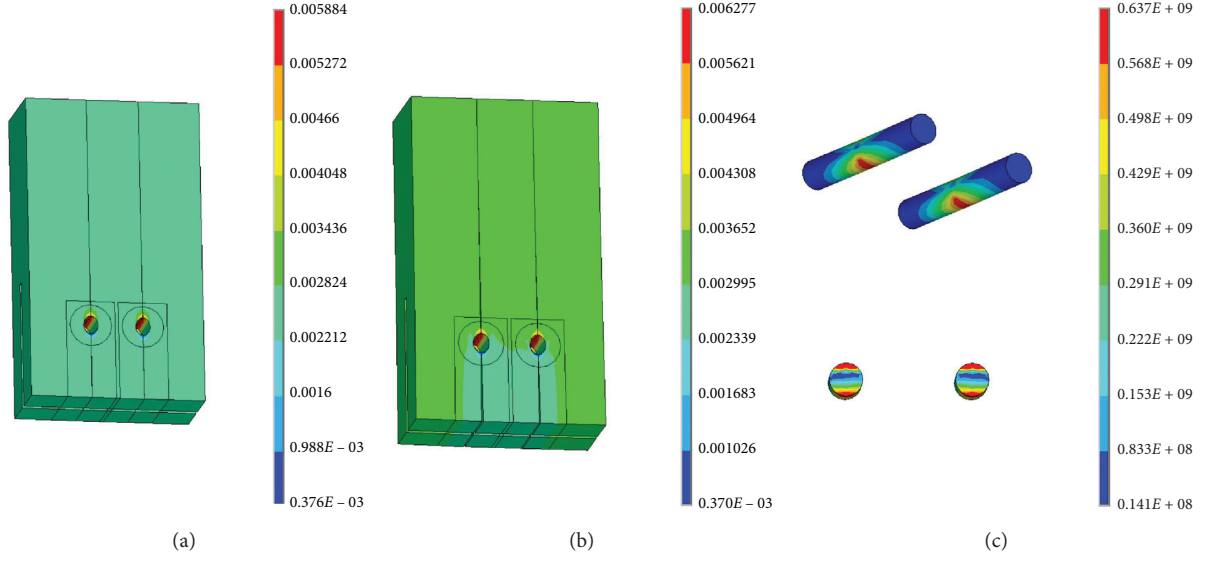 0.005884
0.005272
0.00466
0.004048
0.003436
0.002824
0.002212
0.0016
0.988E – 03
0.376E – 03
(a)
0.006277
0.005621
0.004964
0.004308
0.003652
0.002995
0.002339
0.001683
0.001026
0.370E – 03
(b)
0.637E + 09
0.568E + 09
0.498E + 09
0.429E + 09
0.360E + 09
0.291E + 09
0.222E + 09
0.153E + 09
0.833E + 08
0.141E + 08
(c)